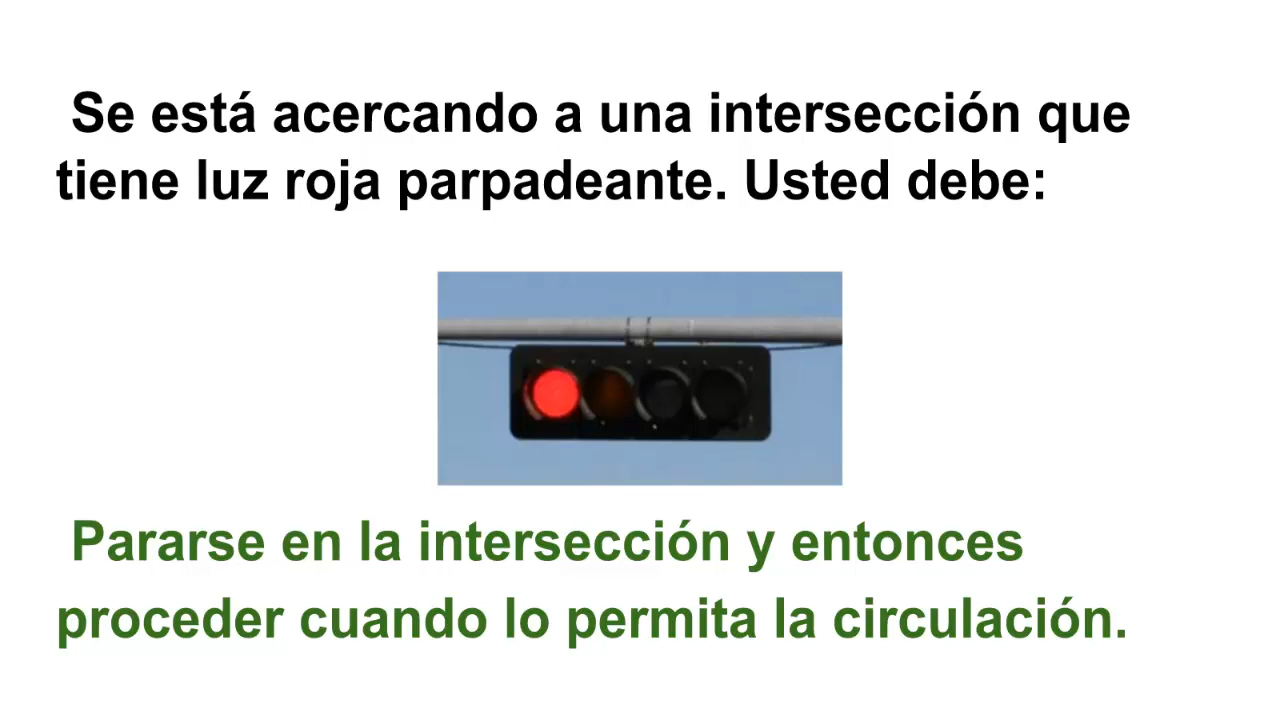 Se está acercando a una intersección que
tiene luz roja parpadeante. Usted debe:
Pararse en la intersección y entonces
proceder cuando lo permita la circulación.